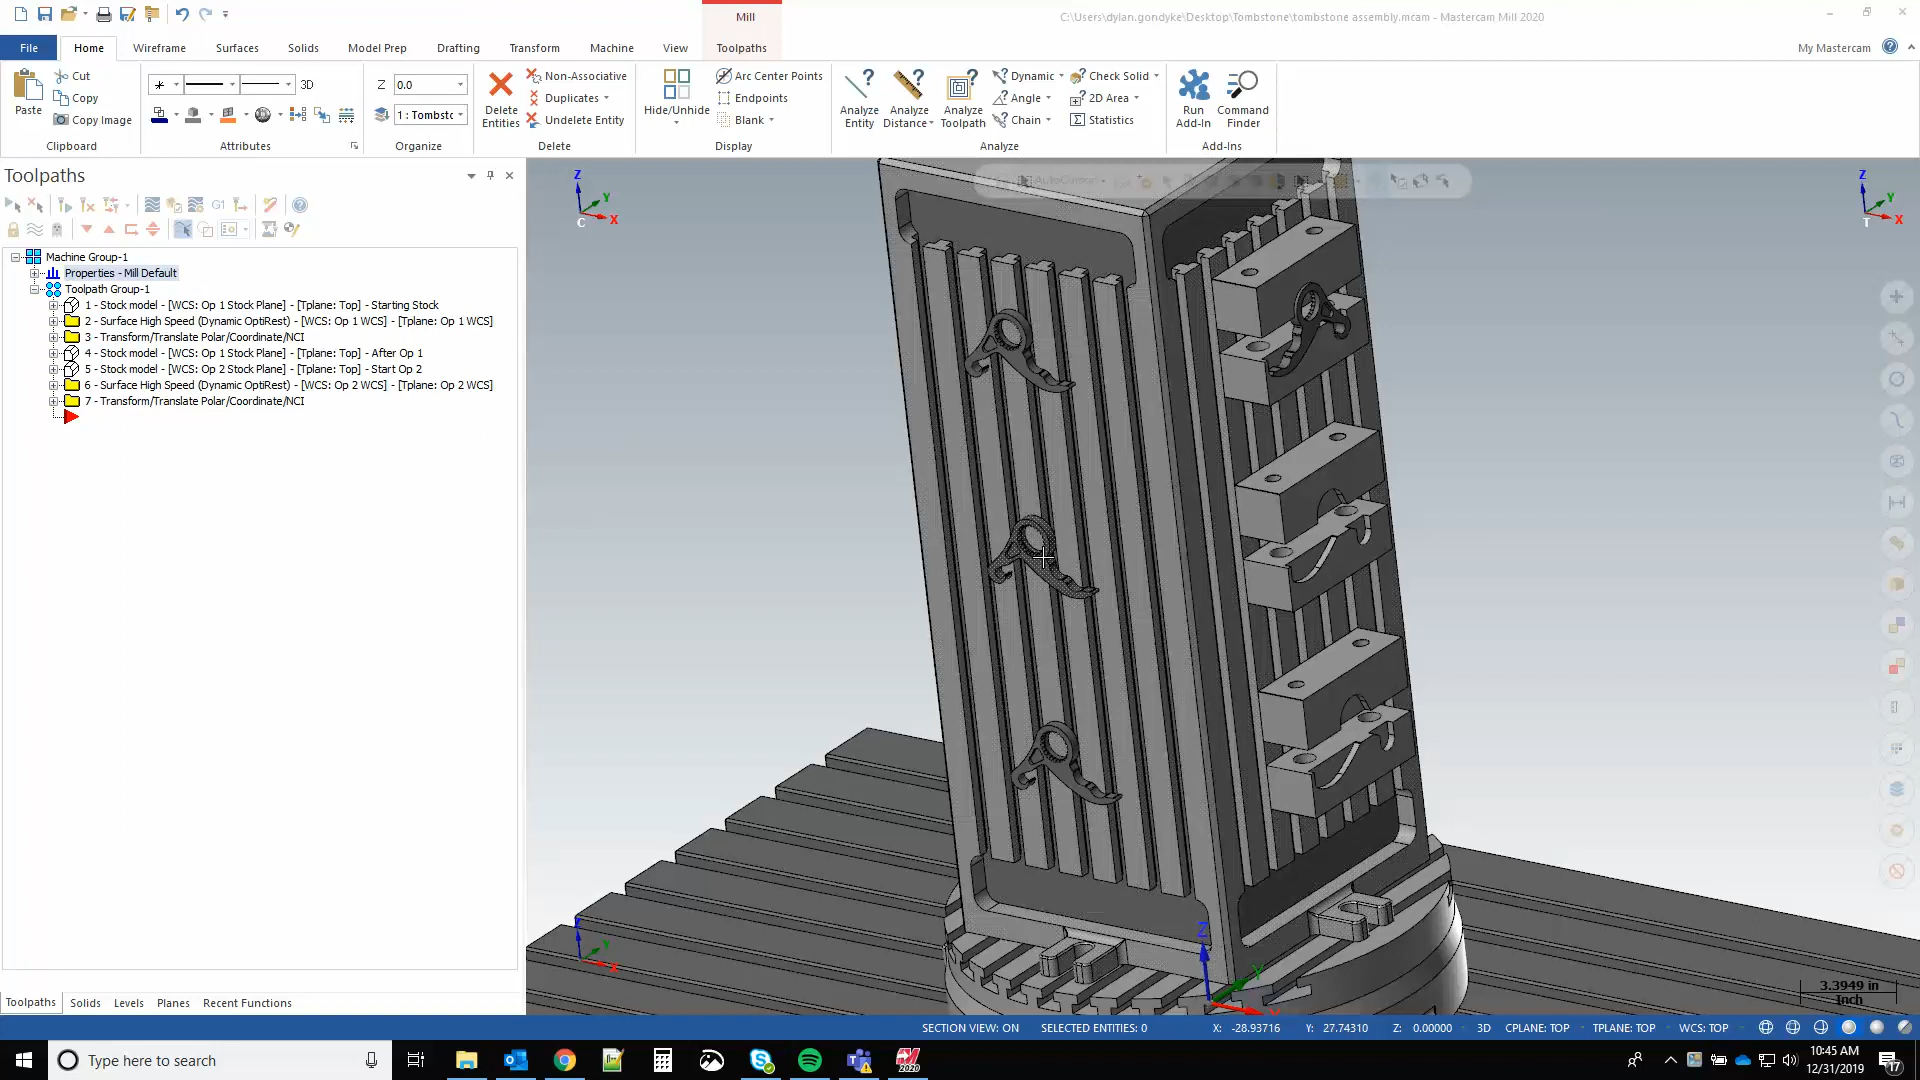 Mill
C:\Users\dylan.gondyke\Desktop\Tombstone\tombstone assembly.mcam - Mastercam Mill 2020
File Home Wireframe Surfaces Solids Model Prep Drafting Transform Machine View Toolpaths My Mastercam
Paste
Cut
Copy
Copy Image
Clipboard
3D
Attributes
Z 0.0
1 : Tombstc
Organize
Delete Entities
Non-Associative
Duplicates
Undelete Entity
Delete
Hide/Unhide
Arc Center Points
Endpoints
Blank
Display
Analyze Entity
Analyze Distance
Analyze Toolpath
Dynamic
Angle
Chain
Check Solid
2D Area
Statistics
Analyze
Run Add-In
Command Finder
Add-Ins
Toolpaths
G1
Machine Group-1
Properties - Mill Default
Toolpath Group-1
1 - Stock model - [WCS: Op 1 Stock Plane] - [Tplane: Top] - Starting Stock
2 - Surface High Speed (Dynamic OptiRest) - [WCS: Op 1 WCS] - [Tplane: Op 1 WCS]
3 - Transform/Translate Polar/Coordinate/NCI
4 - Stock model - [WCS: Op 1 Stock Plane] - [Tplane: Top] - After Op 1
5 - Stock model - [WCS: Op 2 Stock Plane] - [Tplane: Top] - Start Op 2
6 - Surface High Speed (Dynamic OptiRest) - [WCS: Op 2 WCS] - [Tplane: Op 2 WCS]
7 - Transform/Translate Polar/Coordinate/NCI
Toolpaths Solids Levels Planes Recent Functions
Z
Y
X
C
AutoCursor
Z
Y
X
T
Z
Y
X
Z
Y
X
3.3949 in
Inch
SECTION VIEW: ON SELECTED ENTITIES: 0 X: -28.93716 Y: 27.74310 Z: 0.00000 3D CPLANE: TOP TPLANE: TOP WCS: TOP
Type here to search
2020
10:45 AM
12/31/2019
17